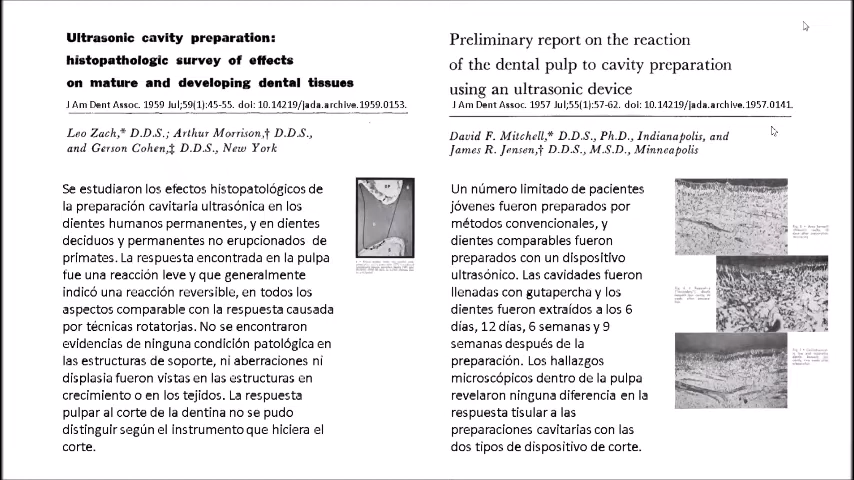 Ultrasonic cavity preparation:
histopathologic survey of effects
on mature and developing dental tissues
J Am Dent Assoc. 1959 Jul;59(1):45-55. doi: 10.14219/jada.archive.1959.0153.
Leo Zach,* D.D.S.; Arthur Morrison,† D.D.S.,
and Gerson Cohen,‡ D.D.S., New York
Se estudiaron los efectos histopatológicos de
la preparación cavitaria ultrasónica en los
dientes humanos permanentes, y en dientes
deciduos y permanentes no erupcionados de
primates. La respuesta encontrada en la pulpa
fue una reacción leve y que generalmente
indicó una reacción reversible, en todos los
aspectos comparable con la respuesta causada
por técnicas rotatorias. No se encontraron
evidencias de ninguna condición patológica en
las estructuras de soporte, ni aberraciones ni
displasia fueron vistas en las estructuras en
crecimiento o en los tejidos. La respuesta
pulpar al corte de la dentina no se pudo
distinguir según el instrumento que hiciera el
corte.
Preliminary report on the reaction
of the dental pulp to cavity preparation
using an ultrasonic device
J Am Dent Assoc. 1957 Jul;55(1):57-62. doi: 10.14219/jada.archive.1957.0141.
David F. Mitchell,* D.D.S., Ph.D., Indianapolis, and
James R. Jensen,† D.D.S., M.S.D., Minneapolis
Un número limitado de pacientes
jóvenes fueron preparados por
métodos convencionales, y
dientes comparables fueron
preparados con un dispositivo
ultrasónico. Las cavidades fueron
llenadas con gutapercha y los
dientes fueron extraídos a los 6
días, 12 días, 6 semanas y 9
semanas después de la
preparación. Los hallazgos
microscópicos dentro de la pulpa
revelaron ninguna diferencia en la
respuesta tisular a las
preparaciones cavitarias con las
dos tipos de dispositivo de corte.